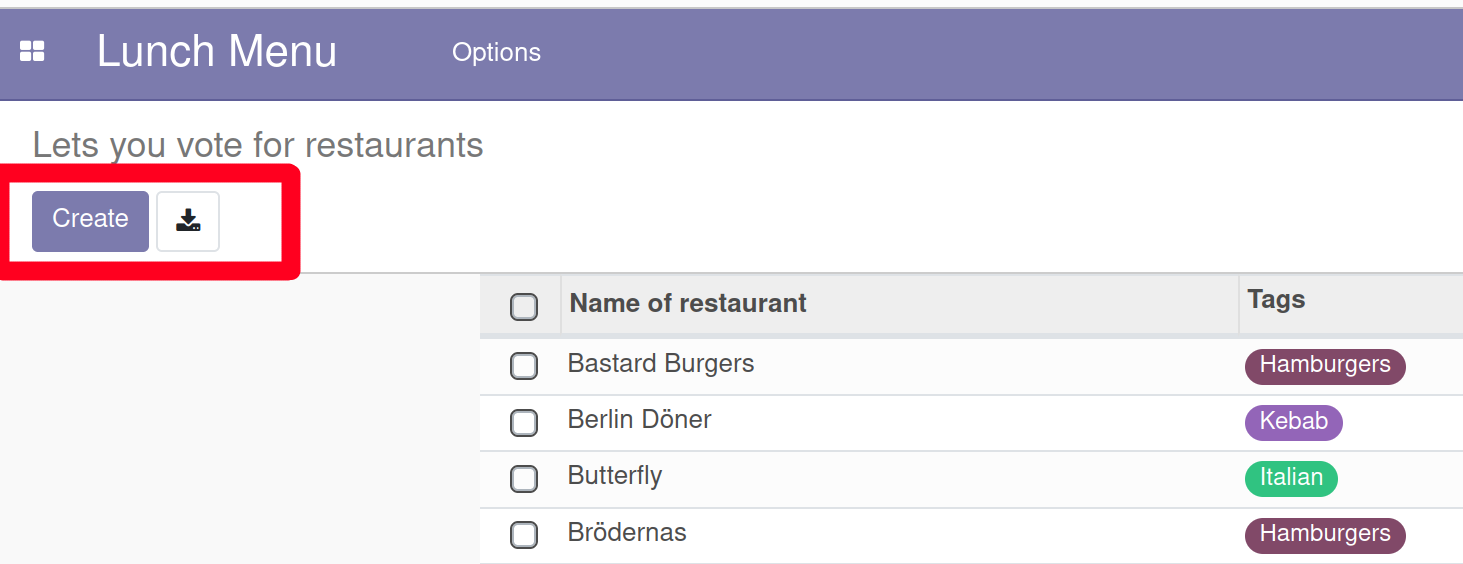 Lunch Menu Options
Lets you vote for restaurants
Create
Name of restaurant Tags
Bastard Burgers Hamburgers
Berlin Döner Kebab
Butterfly Italian
Brödernas Hamburgers